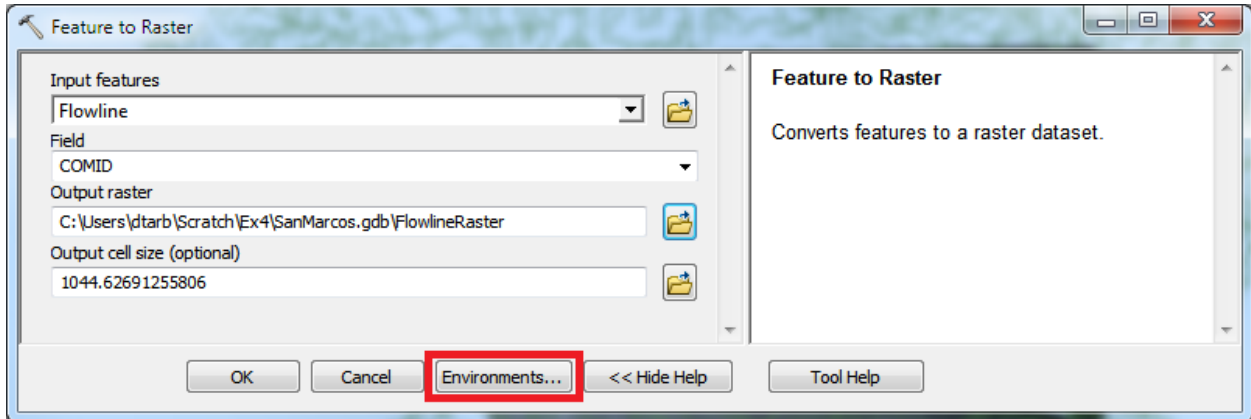 Feature to Raster
Input features
Flowline
Field
COMID
Output raster
C:\Users\dtarb\Scratch\Ex4\SanMarcos.gdb\FlowlineRaster
Output cell size (optional)
1044.62691255806
Feature to Raster
Converts features to a raster dataset.
OK
Cancel
Environments...
<< Hide Help
Tool Help